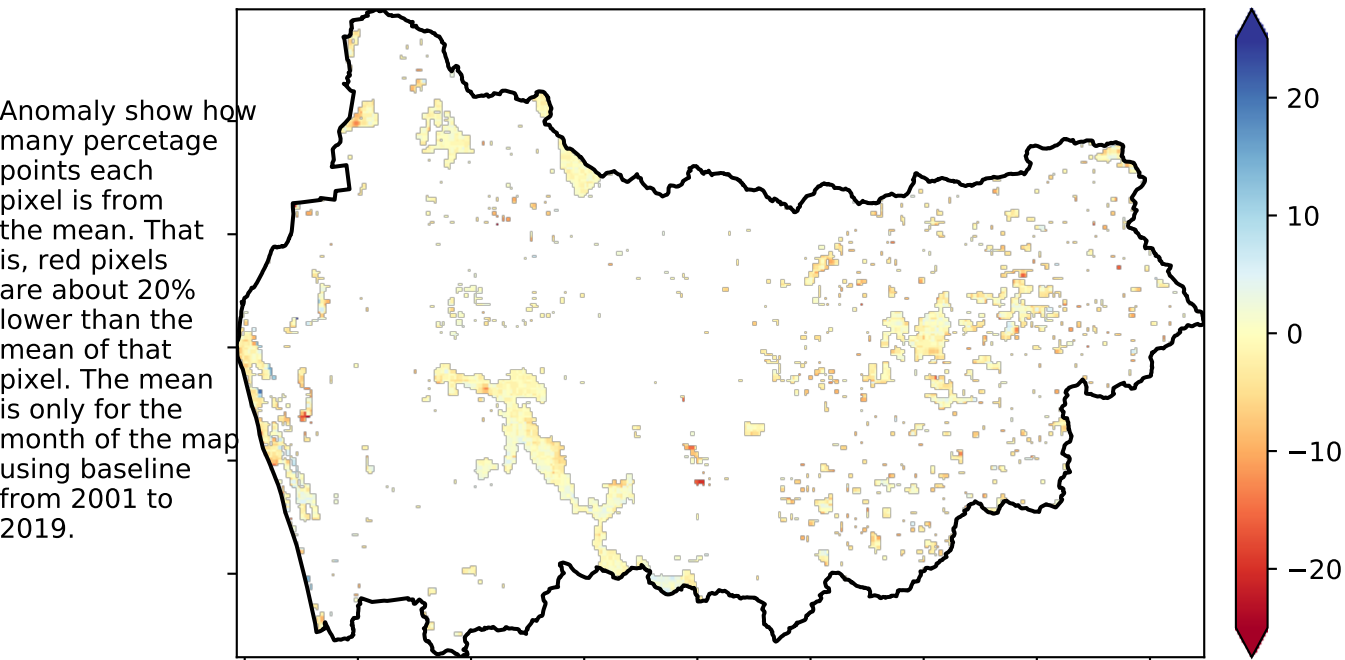 Anomaly show how
many percetage
points each
pixel is from
the mean. That
is, red pixels
are about 20%
lower than the
mean of that
pixel. The mean
is only for the
month of the map
using baseline
from 2001 to
2019.
20
10
0
−10
−20